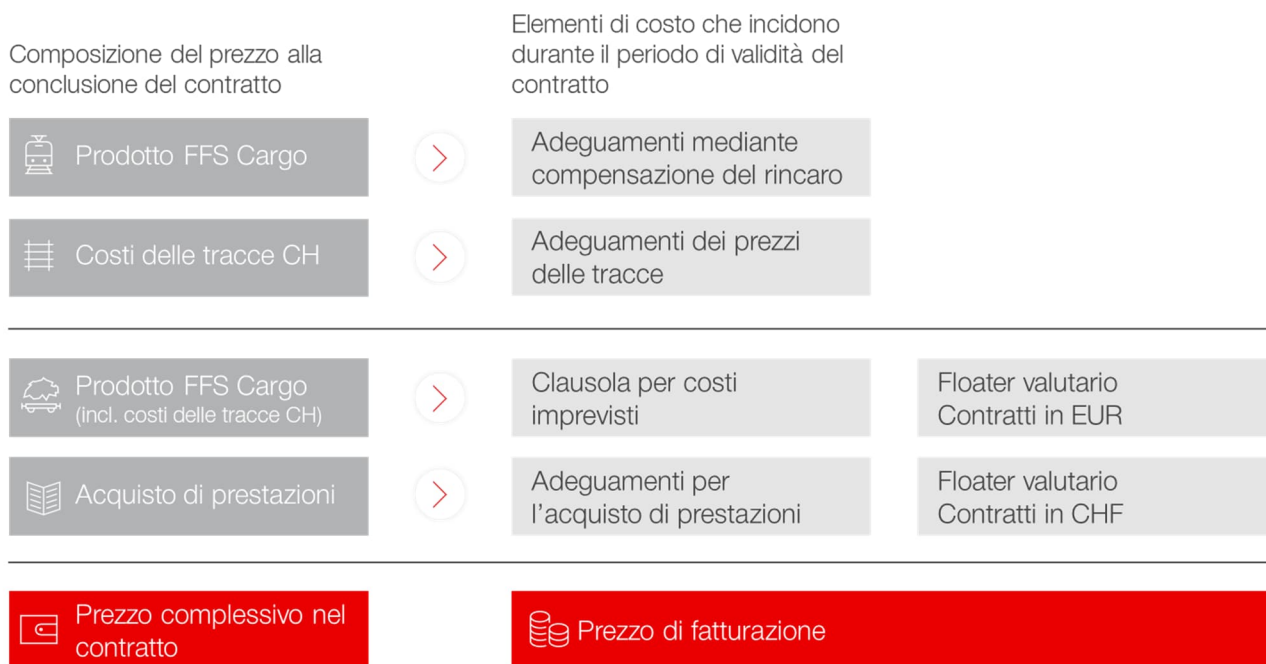 Composizione del prezzo alla
conclusione del contratto
Elementi di costo che incidono
durante il periodo di validità del
contratto
Prodotto FFS Cargo
Adeguamenti mediante
compensazione del rincaro
Costi delle tracce CH
Adeguamenti dei prezzi
delle tracce
Prodotto FFS Cargo
(incl. costi delle tracce CH)
Clausola per costi
imprevisti
Floater valutario
Contratti in EUR
Acquisto di prestazioni
Adeguamenti per
l'acquisto di prestazioni
Floater valutario
Contratti in CHF
Prezzo complessivo nel
contratto
Prezzo di fatturazione